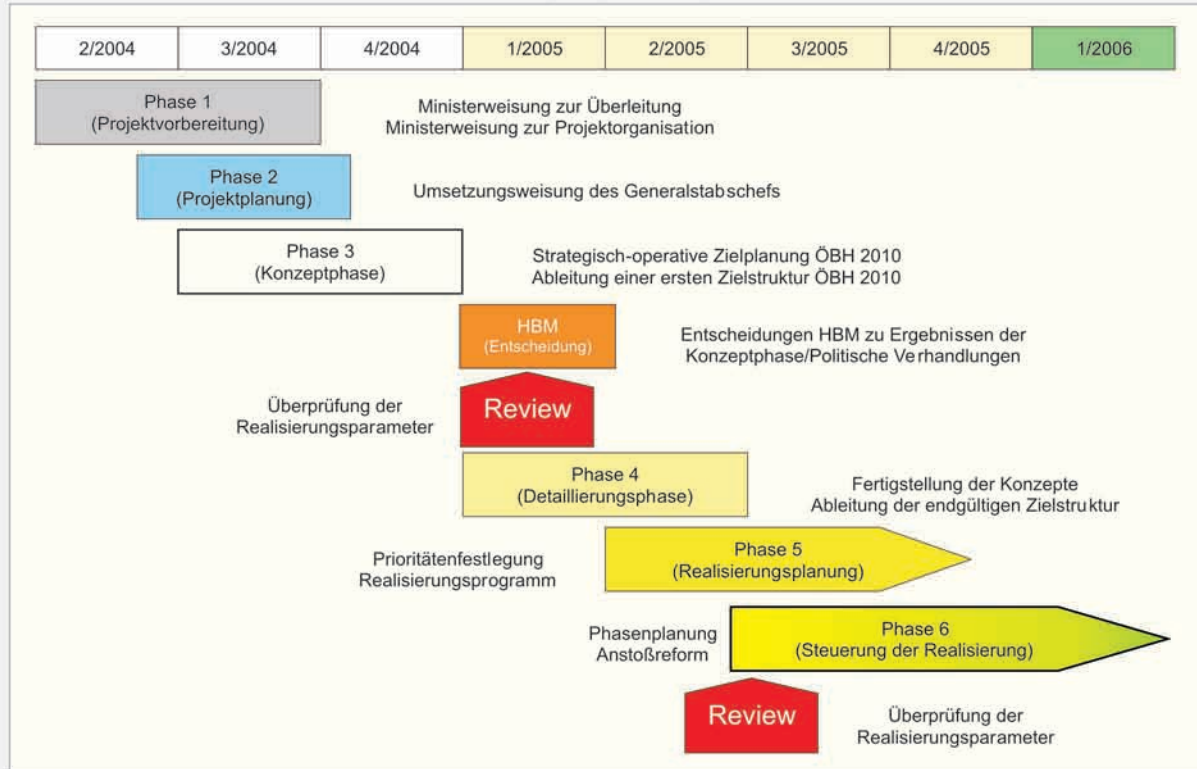 2/2004 3/2004 4/2004 1/2005 2/2005 3/2005 4/2005 1/2006
Phase 1
(Projektvorbereitung)
Ministerweisung zur Überleitung
Ministerweisung zur Projektorganisation
Phase 2
(Projektplanung)
Umsetzungsweisung des Generalstabschefs
Phase 3
(Konzeptphase)
Strategisch-operative Zielplanung ÖBH 2010
Ableitung einer ersten Zielstruktur ÖBH 2010
HBM
(Entscheidung)
Entscheidungen HBM zu Ergebnissen der
Konzeptphase/Politische Verhandlungen
Überprüfung der
Realisierungsparameter
Review
Phase 4
(Detaillierungsphase)
Fertigstellung der Konzepte
Ableitung der endgültigen Zielstruktur
Prioritätenfestlegung
Realisierungsprogramm
Phase 5
(Realisierungsplanung)
Phasenplanung
Anstoßreform
Phase 6
(Steuerung der Realisierung)
Review
Überprüfung der
Realisierungsparameter